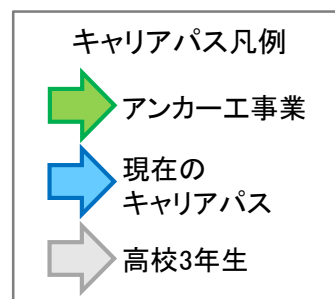 キャリアパス凡例
アンカー工事業
現在の
キャリアパス
高校3年生